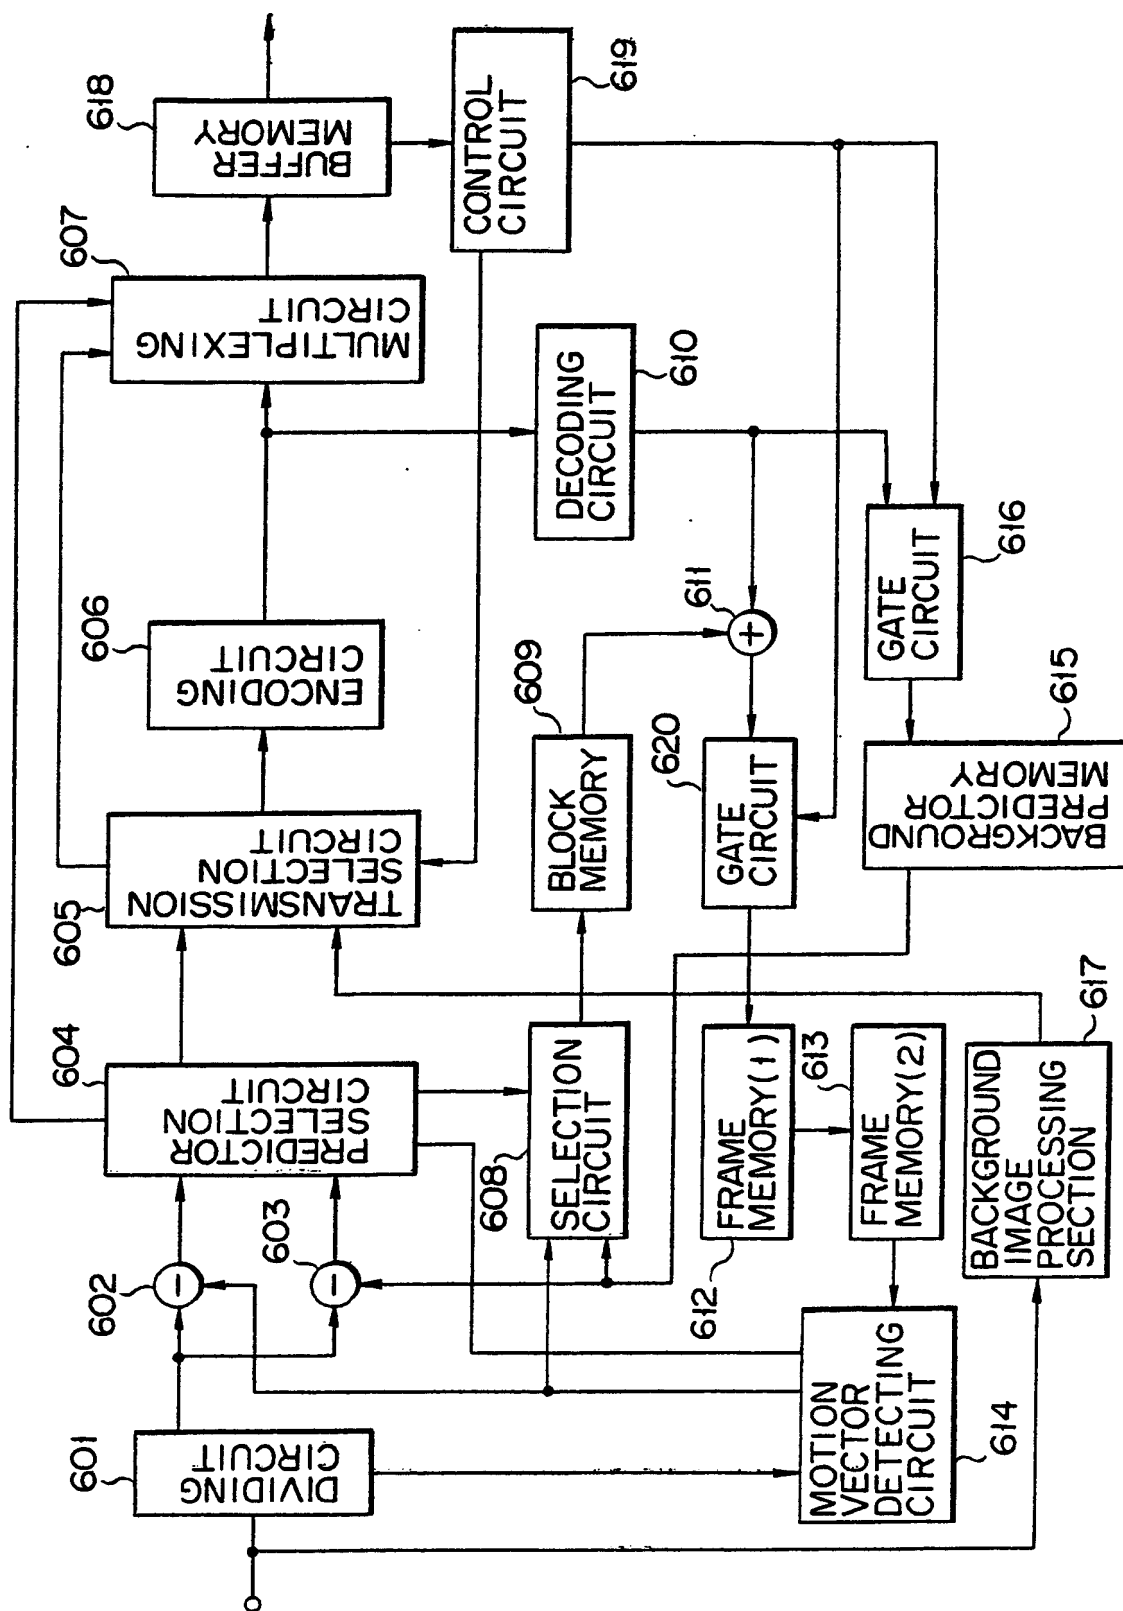 601
DIVIDING
CIRCUIT
602
603
604
PREDICTOR
SELECTION
CIRCUIT
605
TRANSMISSION
SELECTION
CIRCUIT
606
ENCODING
CIRCUIT
607
MULTIPLEXING
CIRCUIT
618
BUFFER
MEMORY
CONTROL
CIRCUIT
619
608
SELECTION
CIRCUIT
BLOCK
MEMORY
609
DECODING
CIRCUIT
610
611
+
612
FRAME
MEMORY(1)
GATE
CIRCUIT
620
613
FRAME
MEMORY(2)
MOTION
VECTOR
DETECTING
CIRCUIT
614
GATE
CIRCUIT
616
BACKGROUND
PREDICTOR
MEMORY
615
BACKGROUND
IMAGE
PROCESSING
SECTION
617